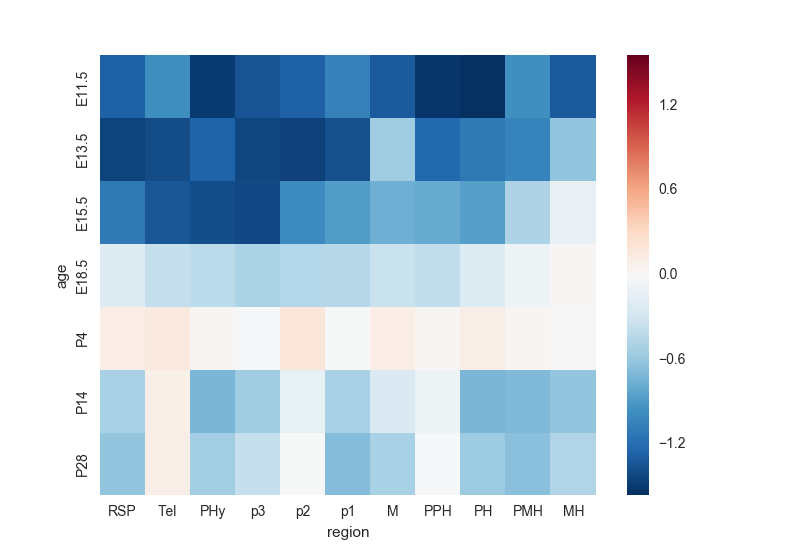 E11.5
E13.5
E15.5
E18.5
P4
P14
P28
age
RSP Tel PHy p3 p2 p1 M PPH PH PMH MH
region
1.2
0.6
0.0
−0.6
−1.2